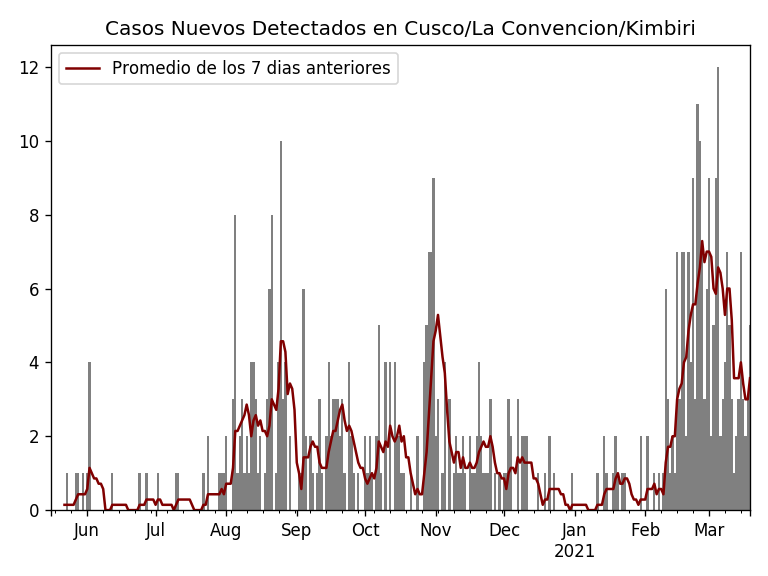 Casos Nuevos Detectados en Cusco/La Convencion/Kimbiri
Promedio de los 7 dias anteriores
12
10
8
6
4
2
0
Jun Jul Aug Sep Oct Nov Dec Jan Feb Mar
2021